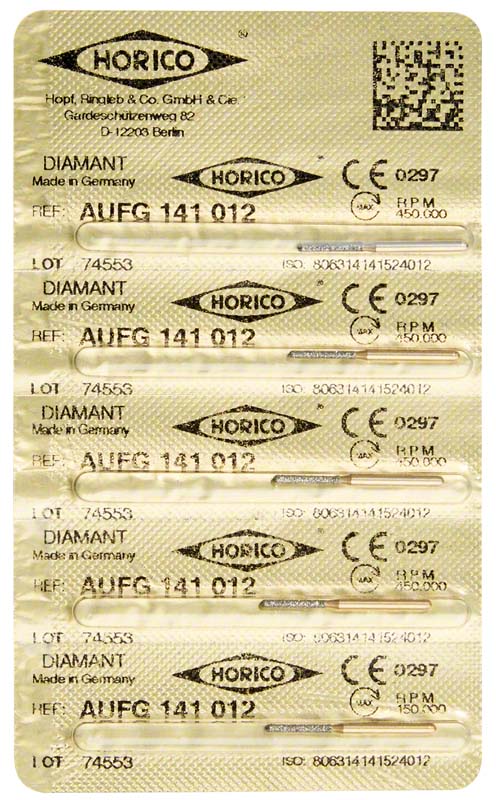 HORICO ®
Hopf, Ringleb & Co. GmbH & Cie.
Gardeschützenweg 82
D-12203 Berlin
DIAMANT HORICO ® CE 0297
Made in Germany
REF: AUFG 141 012 MAX RPM 450.000
LOT 74553 ISO: 806314141524012
DIAMANT HORICO ® CE 0297
Made in Germany
REF: AUFG 141 012 MAX RPM 450.000
LOT 74553 ISO: 806314141524012
DIAMANT HORICO ® CE 0297
Made in Germany
REF: AUFG 141 012 MAX RPM 450.000
LOT 74553 ISO: 806314141524012
DIAMANT HORICO ® CE 0297
Made in Germany
REF: AUFG 141 012 MAX RPM 450.000
LOT 74553 ISO: 806314141524012
DIAMANT HORICO ® CE 0297
Made in Germany
REF: AUFG 141 012 MAX RPM 450.000
LOT 74553 ISO: 806314141524012